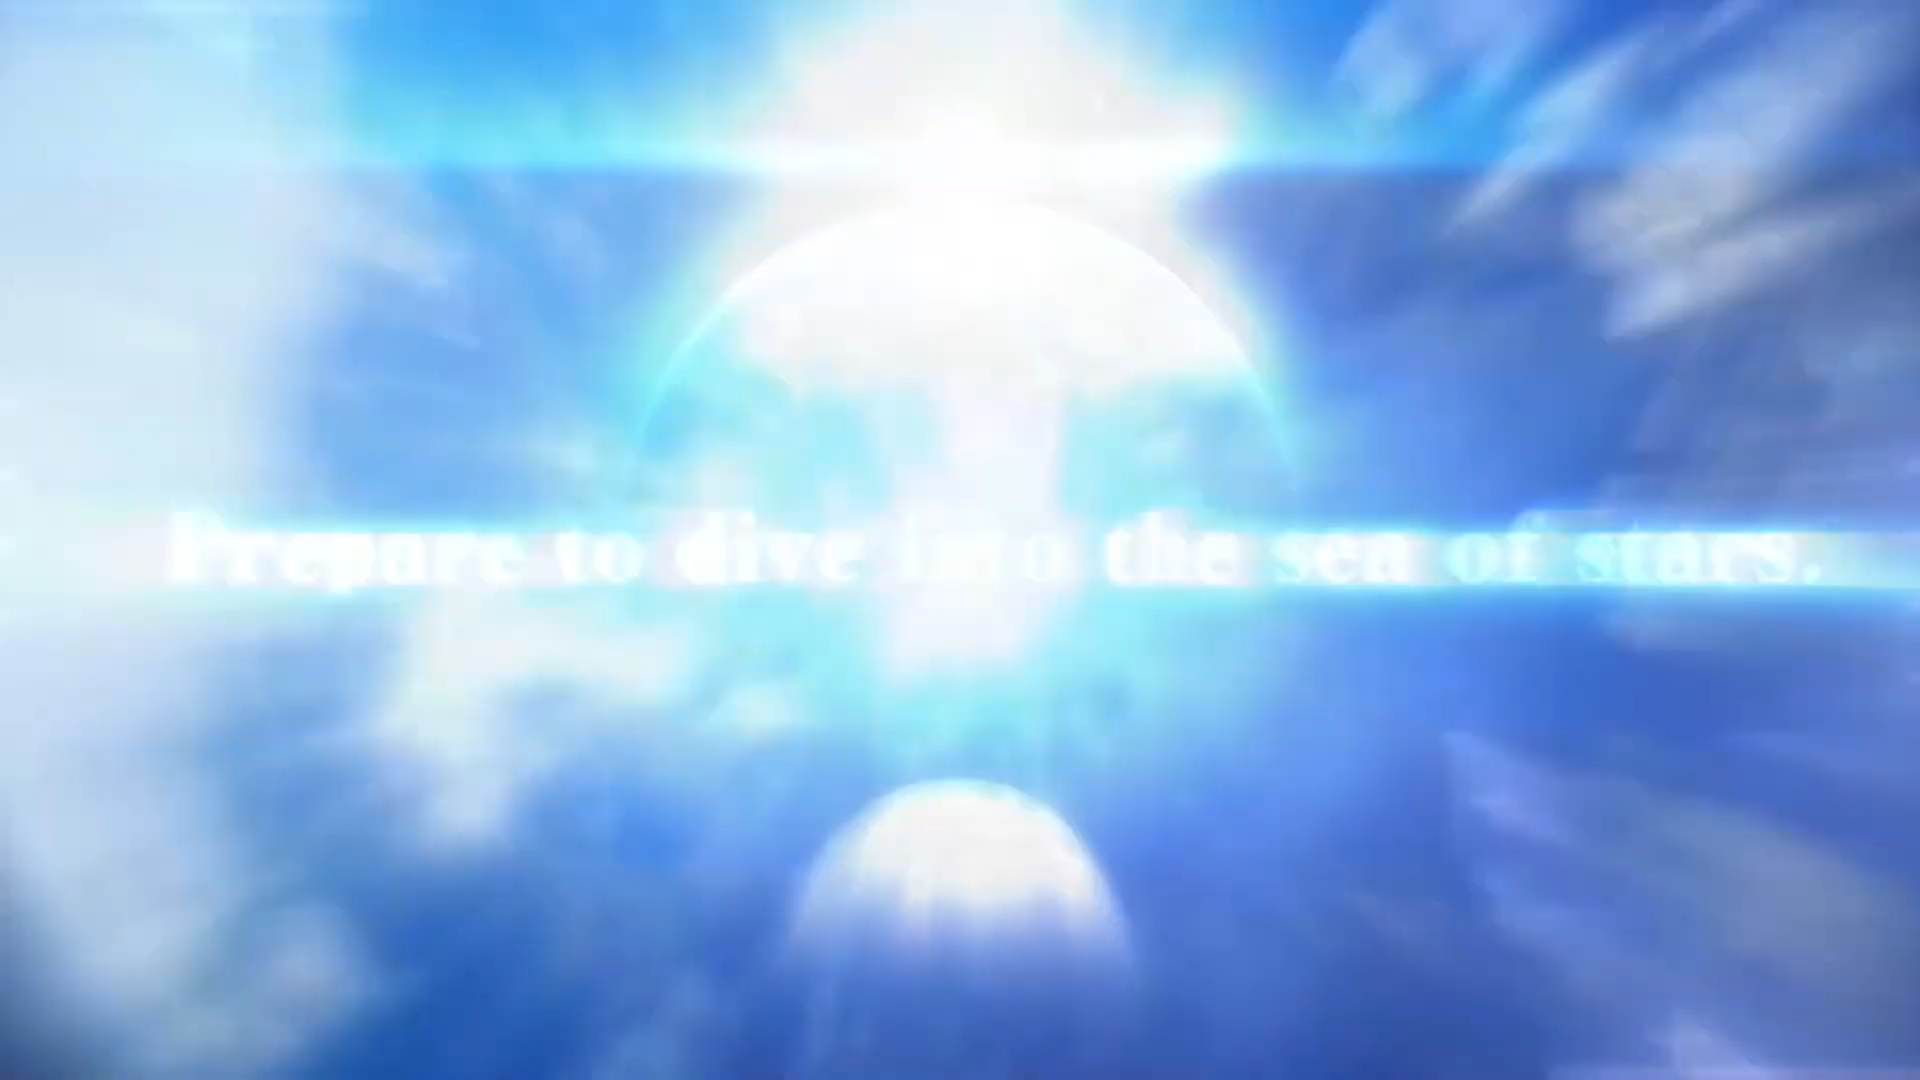 Prepare to dive into the sea of stars.